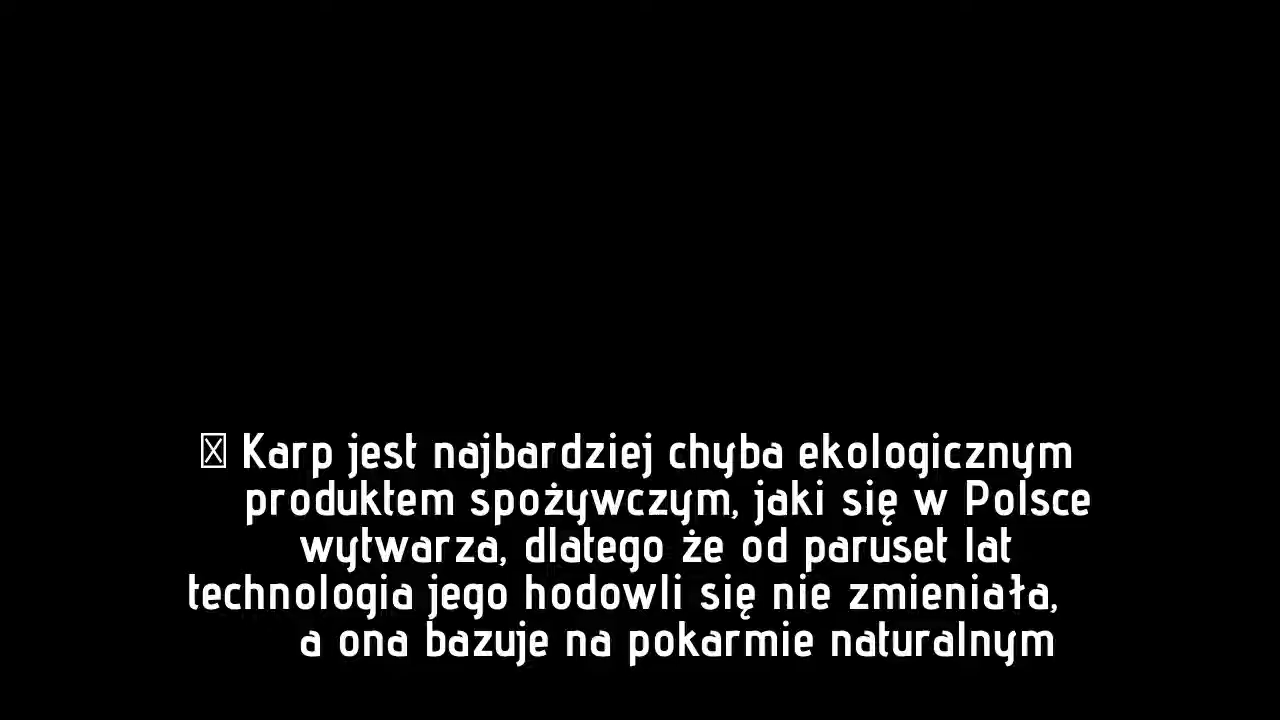 Karp jest najbardziej chyba ekologicznym
produktem spożywczym, jaki się w Polsce
wytwarza, dlatego że od paruset lat
technologia jego hodowli się nie zmieniała,
a ona bazuje na pokarmie naturalnym